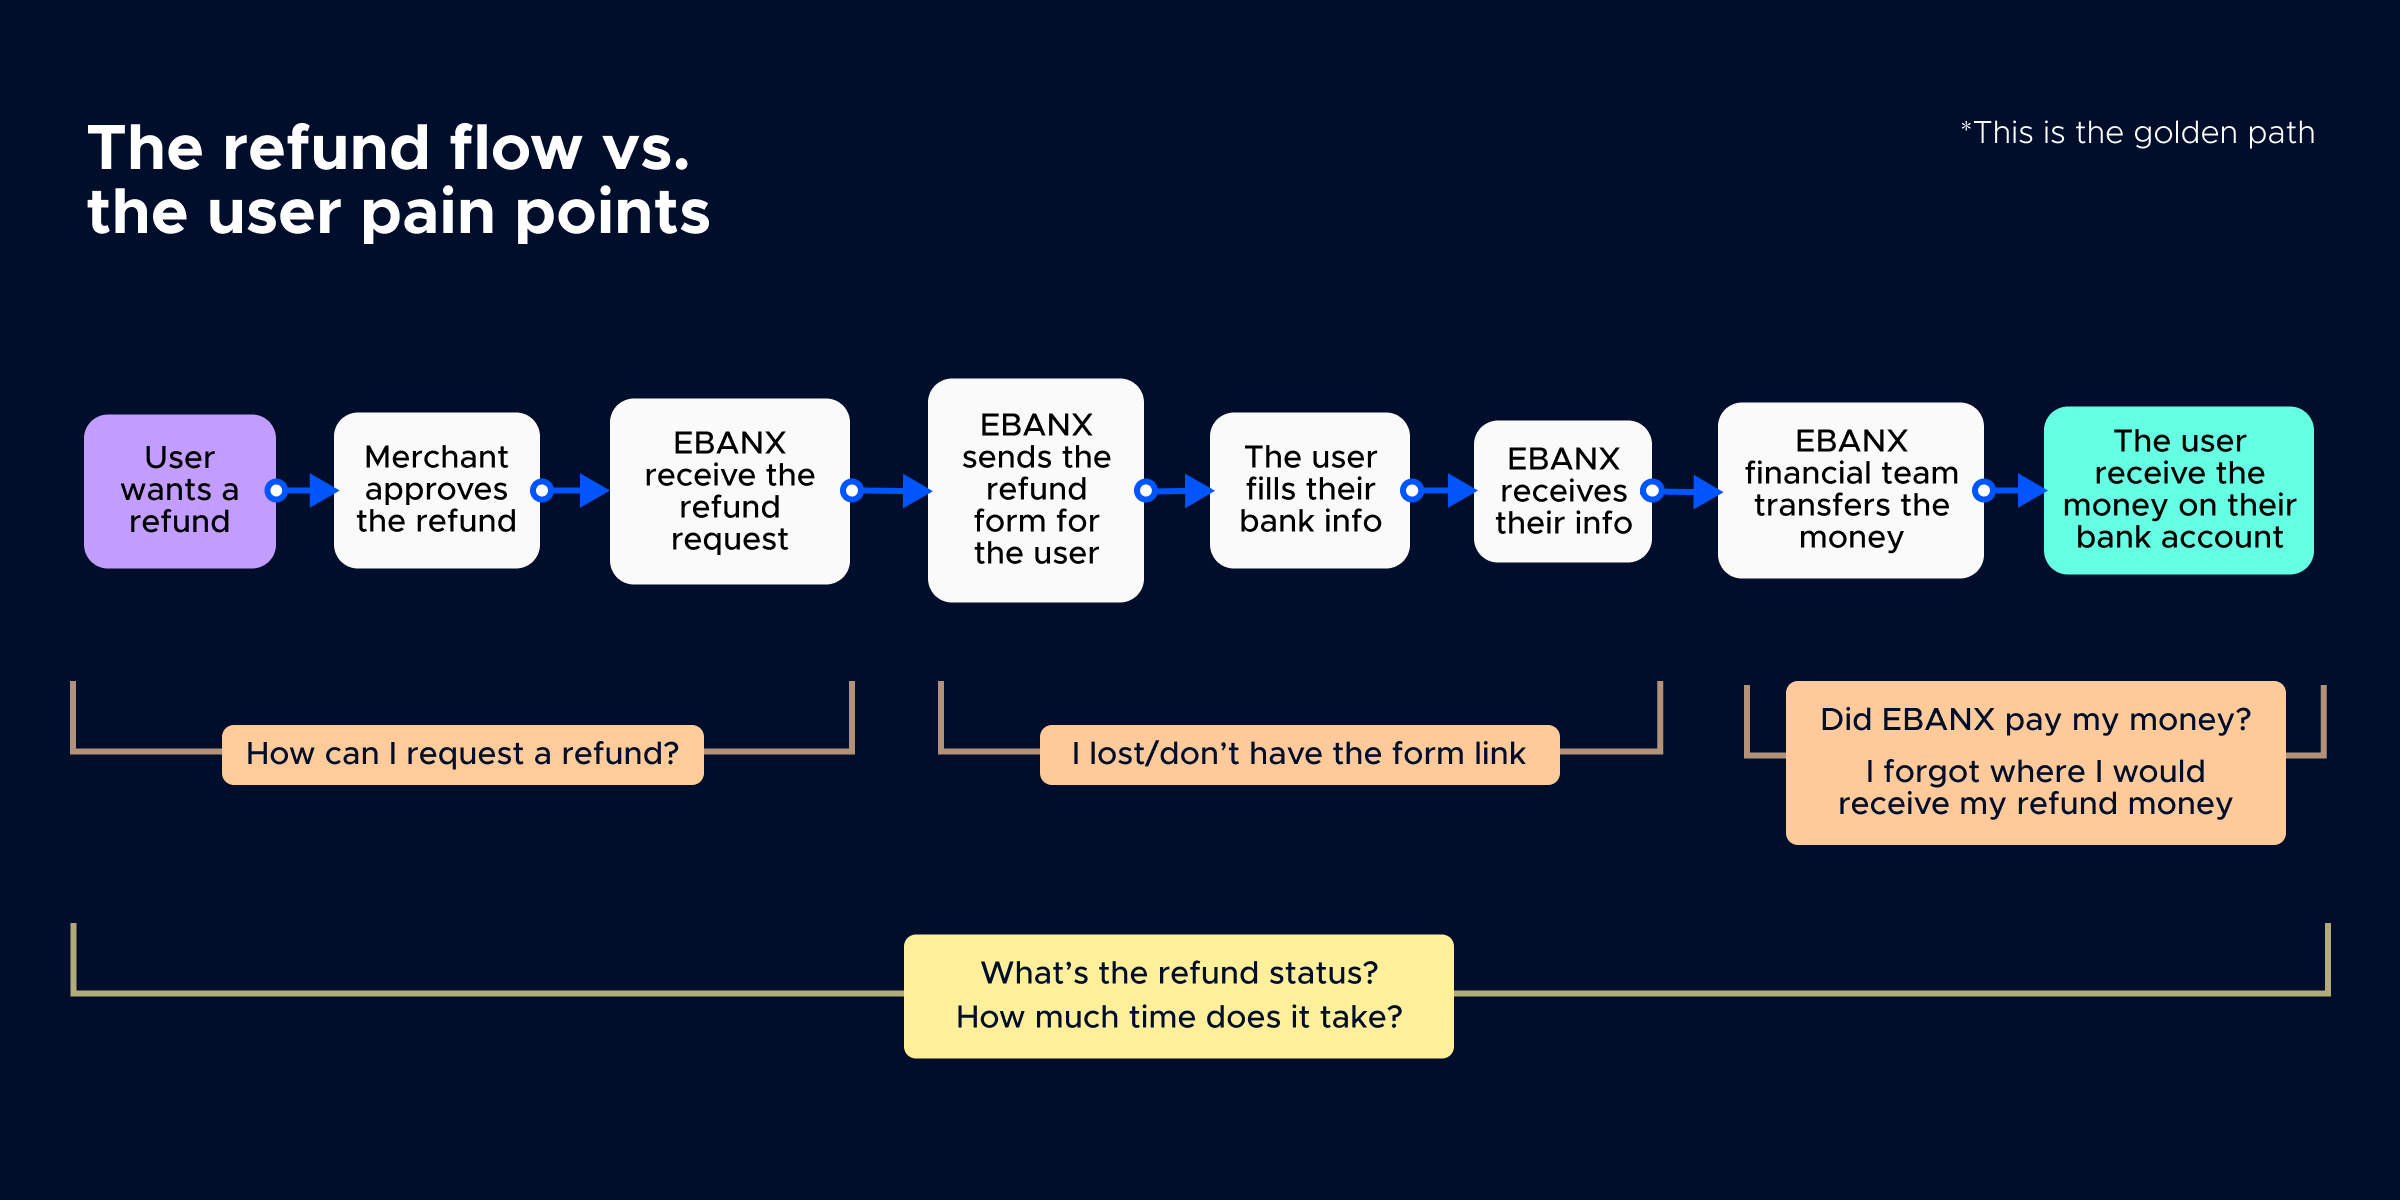 The refund flow vs.
the user pain points
*This is the golden path
User
wants a
refund
Merchant
approves
the refund
EBANX
receive the
refund
request
EBANX
sends the
refund
form for
the user
The user
fills their
bank info
EBANX
receives
their info
EBANX
financial team
transfers the
money
The user
receive the
money on their
bank account
How can I request a refund?
I lost/don’t have the form link
Did EBANX pay my money?
I forgot where I would
receive my refund money
What’s the refund status?
How much time does it take?